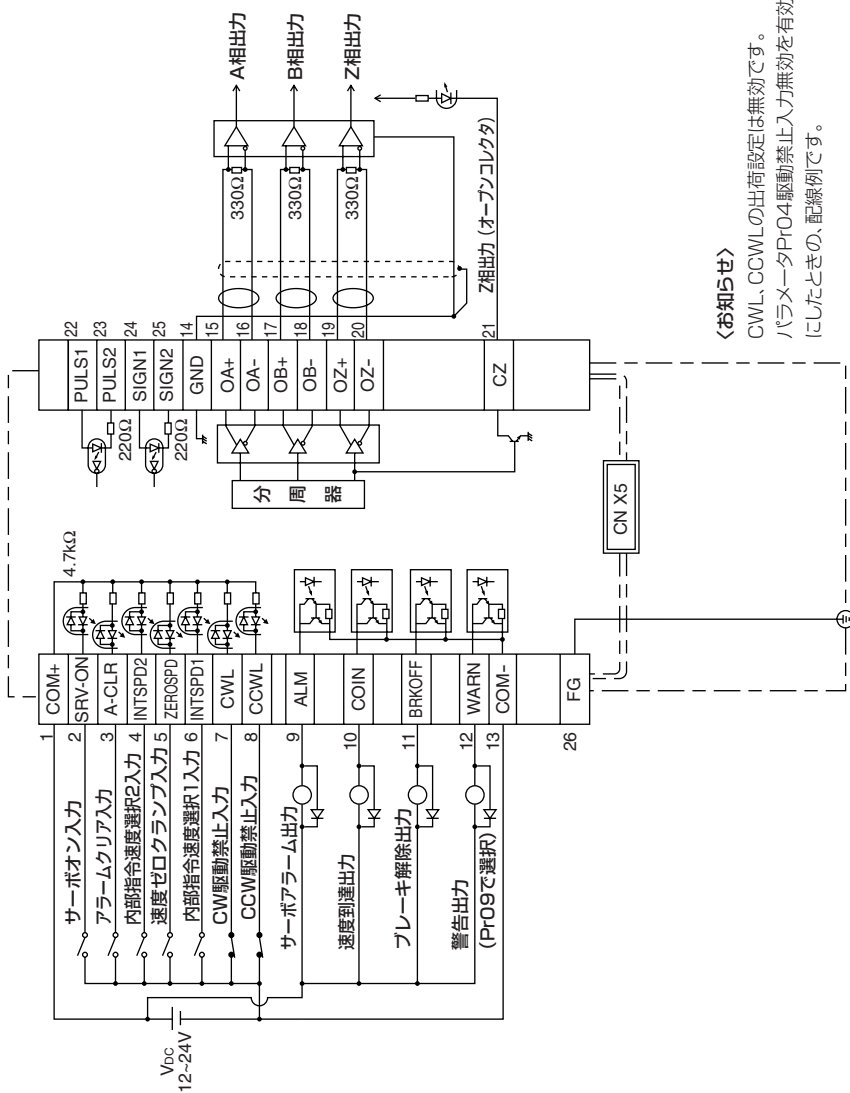 COM+
SRV-ON
A-CLR
INTSPD2
ZEROSPD
INTSPD1
CWL
CCWL
ALM
COIN
BRKOFF
WARN
COM-
FG
1
2
3
4
5
6
7
8
9
10
11
12
13
26
サーボオン入力
アラームクリア入力
内部指令速度選択2入力
速度ゼロクランプ入力
内部指令速度選択1入力
CW駆動禁止入力
CCW駆動禁止入力
サーボアラーム出力
速度到達出力
ブレーキ解除出力
警告出力
(Pr09で選択)
VDC
12~24V
4.7kΩ
PULS1
PULS2
SIGN1
SIGN2
GND
OA+
OA-
OB+
OB-
OZ+
OZ-
CZ
22
23
24
25
14
15
16
17
18
19
20
21
220Ω
220Ω
分周器
330Ω
330Ω
330Ω
A相出力
B相出力
Z相出力
Z相出力(オープンコレクタ)
CN X5
〈お知らせ〉
CWL、CCWLの出荷設定は無効です。
パラメータPr04駆動禁止入力無効を有効
にしたときの、配線例です。